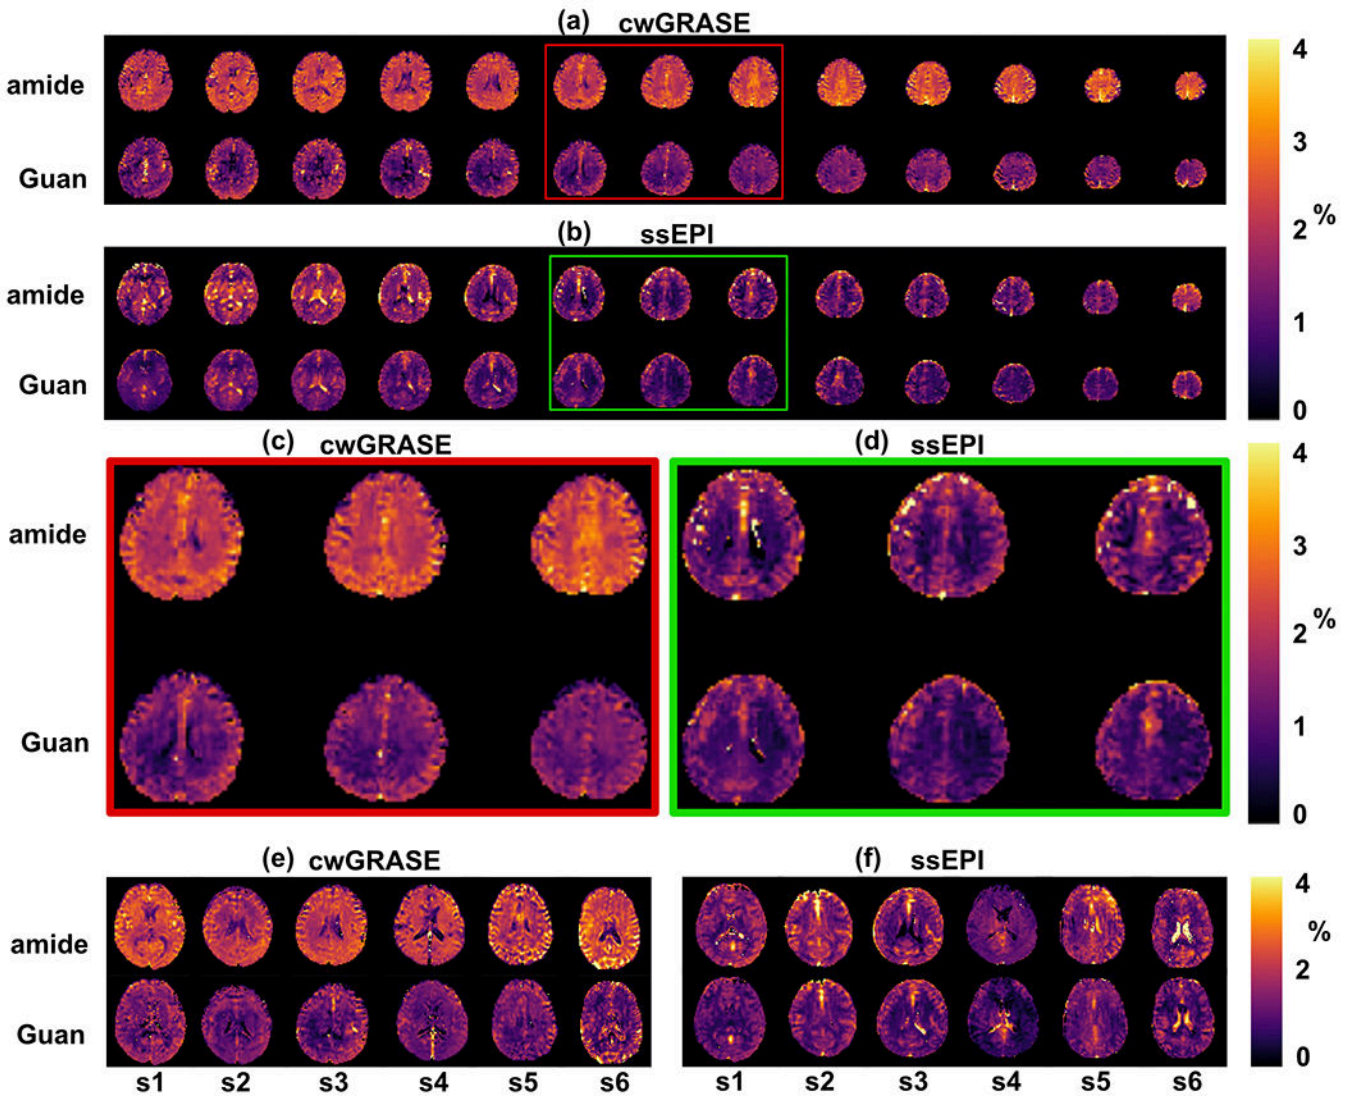 (a) cwGRASE
amide
Guan
4
3
2 %
1
0
(b) ssEPI
amide
Guan
(c) cwGRASE
(d) ssEPI
amide
Guan
4
3
2 %
1
0
(e) cwGRASE
(f) ssEPI
amide
Guan
4
%
2
0
s1 s2 s3 s4 s5 s6
s1 s2 s3 s4 s5 s6